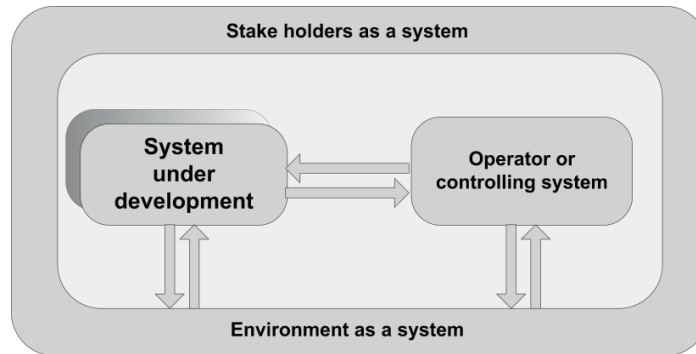 Stake holders as a system
System
under
development
Operator or
controlling system
Environment as a system